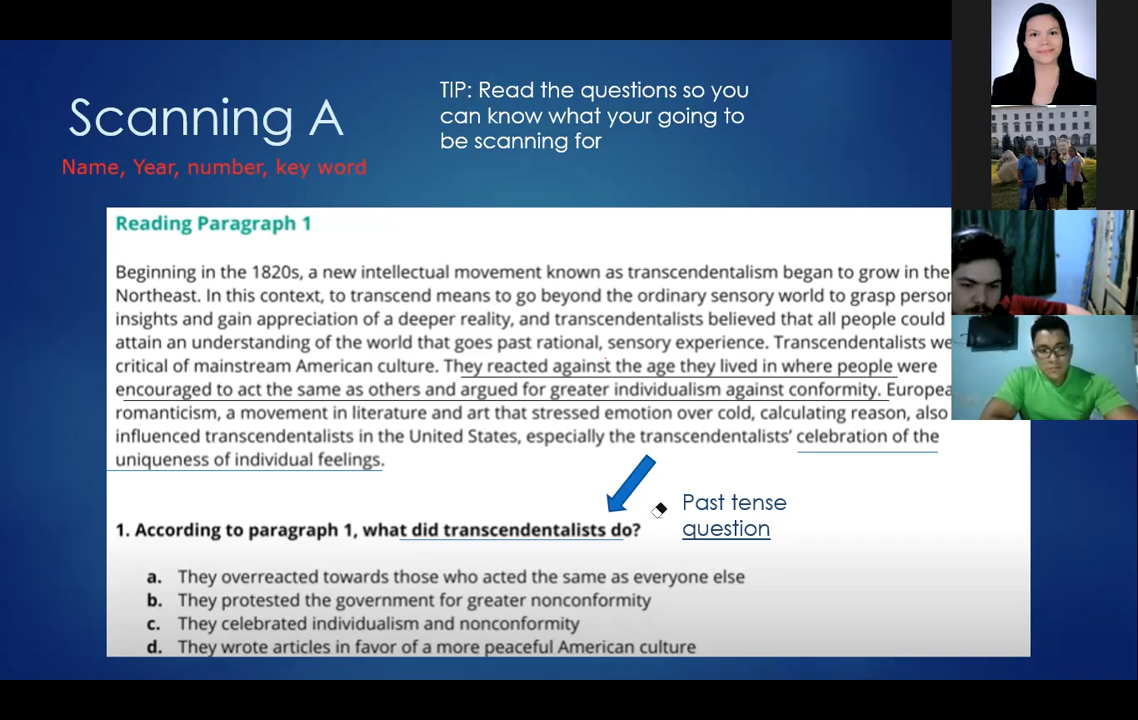 Scanning A
Name, Year, number, key word
TIP: Read the questions so you
can know what your going to
be scanning for
Reading Paragraph 1
Beginning in the 1820s, a new intellectual movement known as transcendentalism began to grow in the
Northeast. In this context, to transcend means to go beyond the ordinary sensory world to grasp
insights and gain appreciation of a deeper reality, and transcendentalists believed that all people could
attain an understanding of the world that goes past rational, sensory experience. Transcendentalists
critical of mainstream American culture. They reacted against the age they lived in where people were
encouraged to act the same as others and argued for greater individualism against conformity.
romanticism, a movement in literature and art that stressed emotion over cold, calculating reason, also
influenced transcendentalists in the United States, especially the transcendentalists' celebration of the
uniqueness of individual feelings.
1. According to paragraph 1, what did transcendentalists do?
Past tense
question
a. They overreacted towards those who acted the same as everyone else
b. They protested the government for greater nonconformity
c. They celebrated individualism and nonconformity
d. They wrote articles in favor of a more peaceful American culture